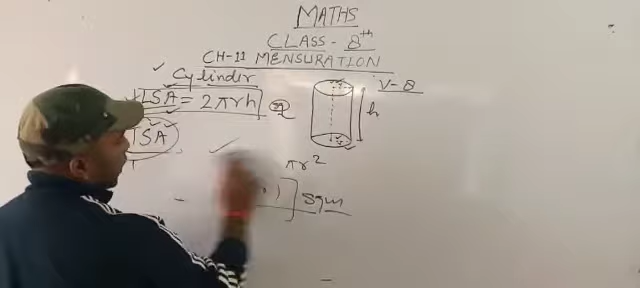 MATHS
CLASS - 8th
CH-11 MENSURATION
Cylinder
V-8
LSA = 2πrh
h
TSA
πr²
sqm